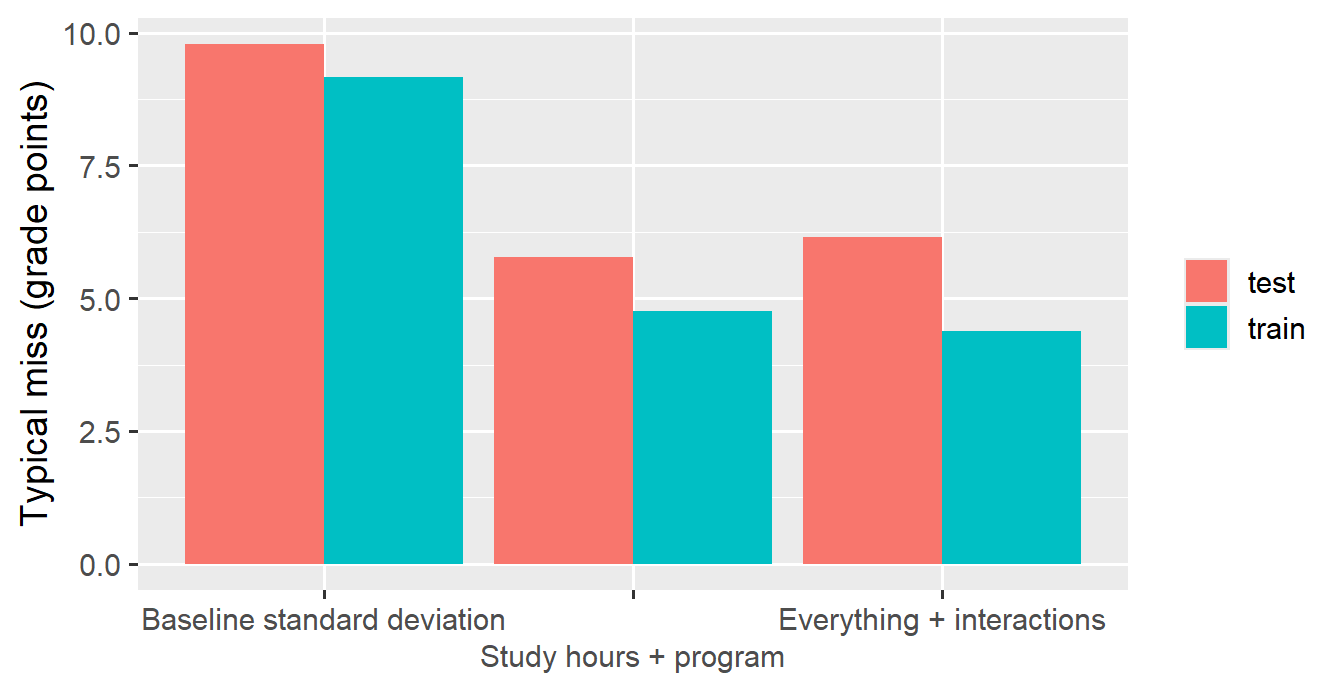 Typical miss (grade points)
10.0
7.5
5.0
2.5
0.0
Baseline standard deviation
Study hours + program
Everything + interactions
test
train